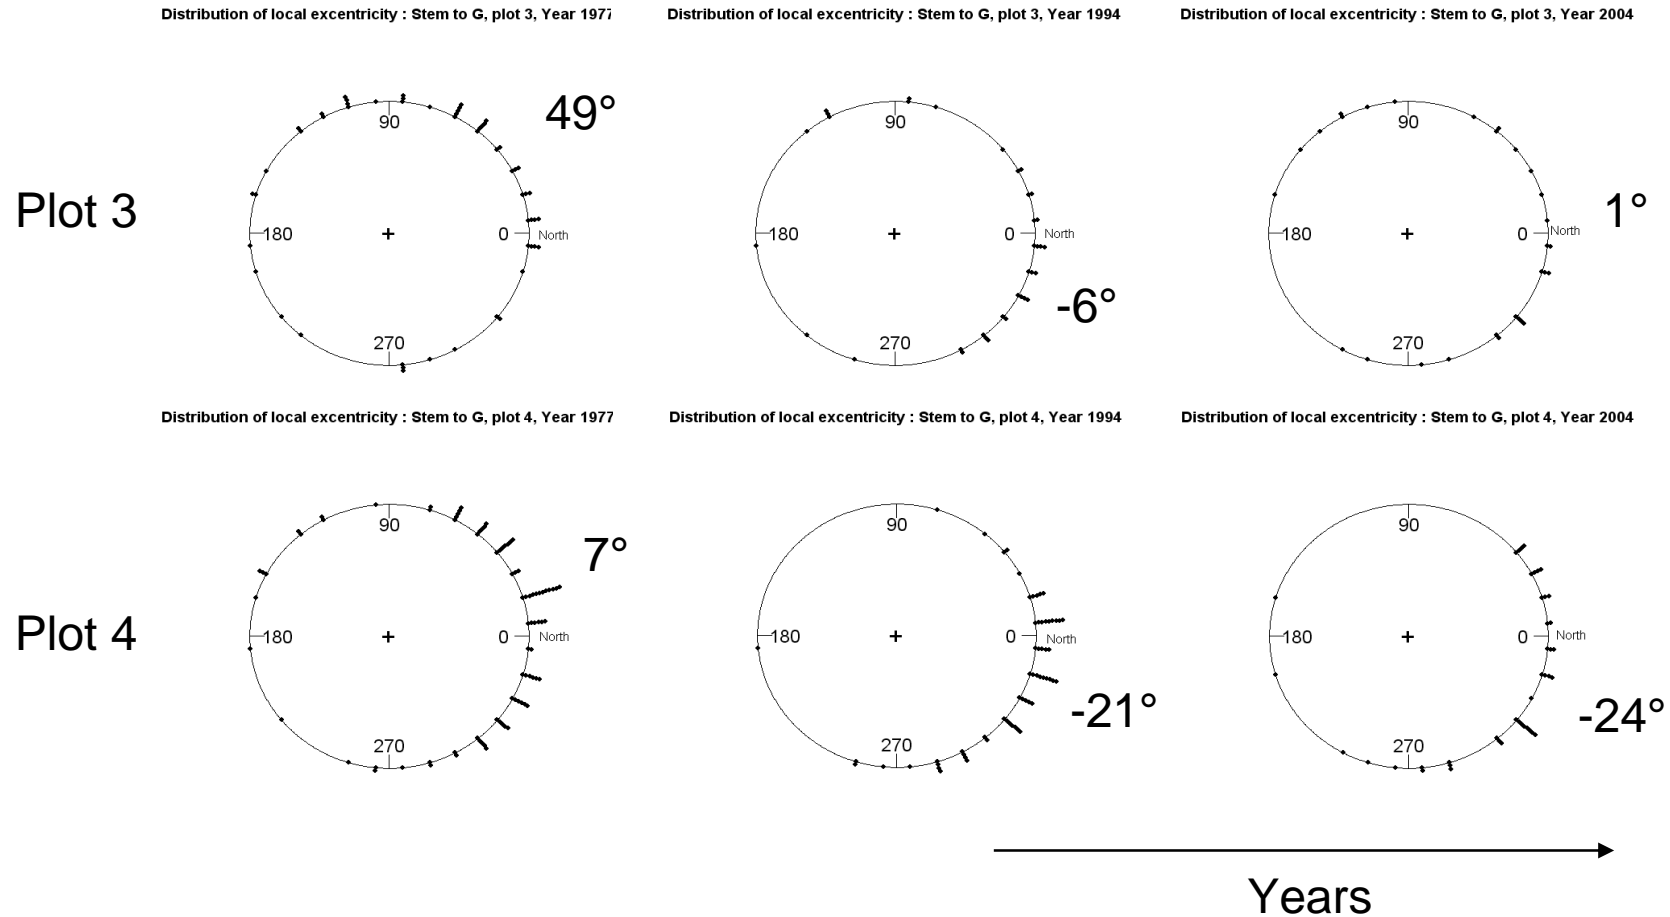 Distribution of local excentricity : Stem to G, plot 3, Year 1977
Distribution of local excentricity : Stem to G, plot 3, Year 1994
Distribution of local excentricity : Stem to G, plot 3, Year 2004
Plot 3
90
180
+
0
North
270
49°
90
180
+
0
North
270
-6°
90
180
+
0
North
270
1°
Distribution of local excentricity : Stem to G, plot 4, Year 1977
Distribution of local excentricity : Stem to G, plot 4, Year 1994
Distribution of local excentricity : Stem to G, plot 4, Year 2004
Plot 4
90
180
+
0
North
270
7°
90
180
+
0
North
270
-21°
90
180
+
0
North
270
-24°
Years